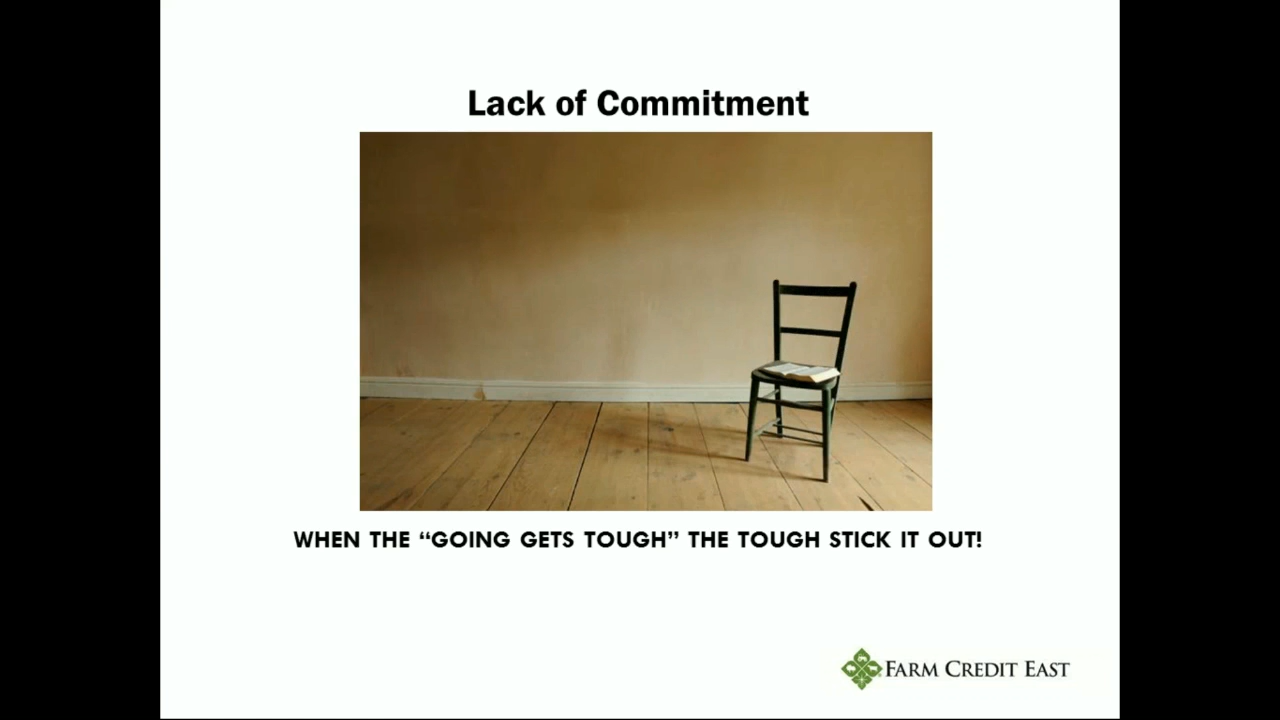 Lack of Commitment
WHEN THE “GOING GETS TOUGH” THE TOUGH STICK IT OUT!
FARM CREDIT EAST